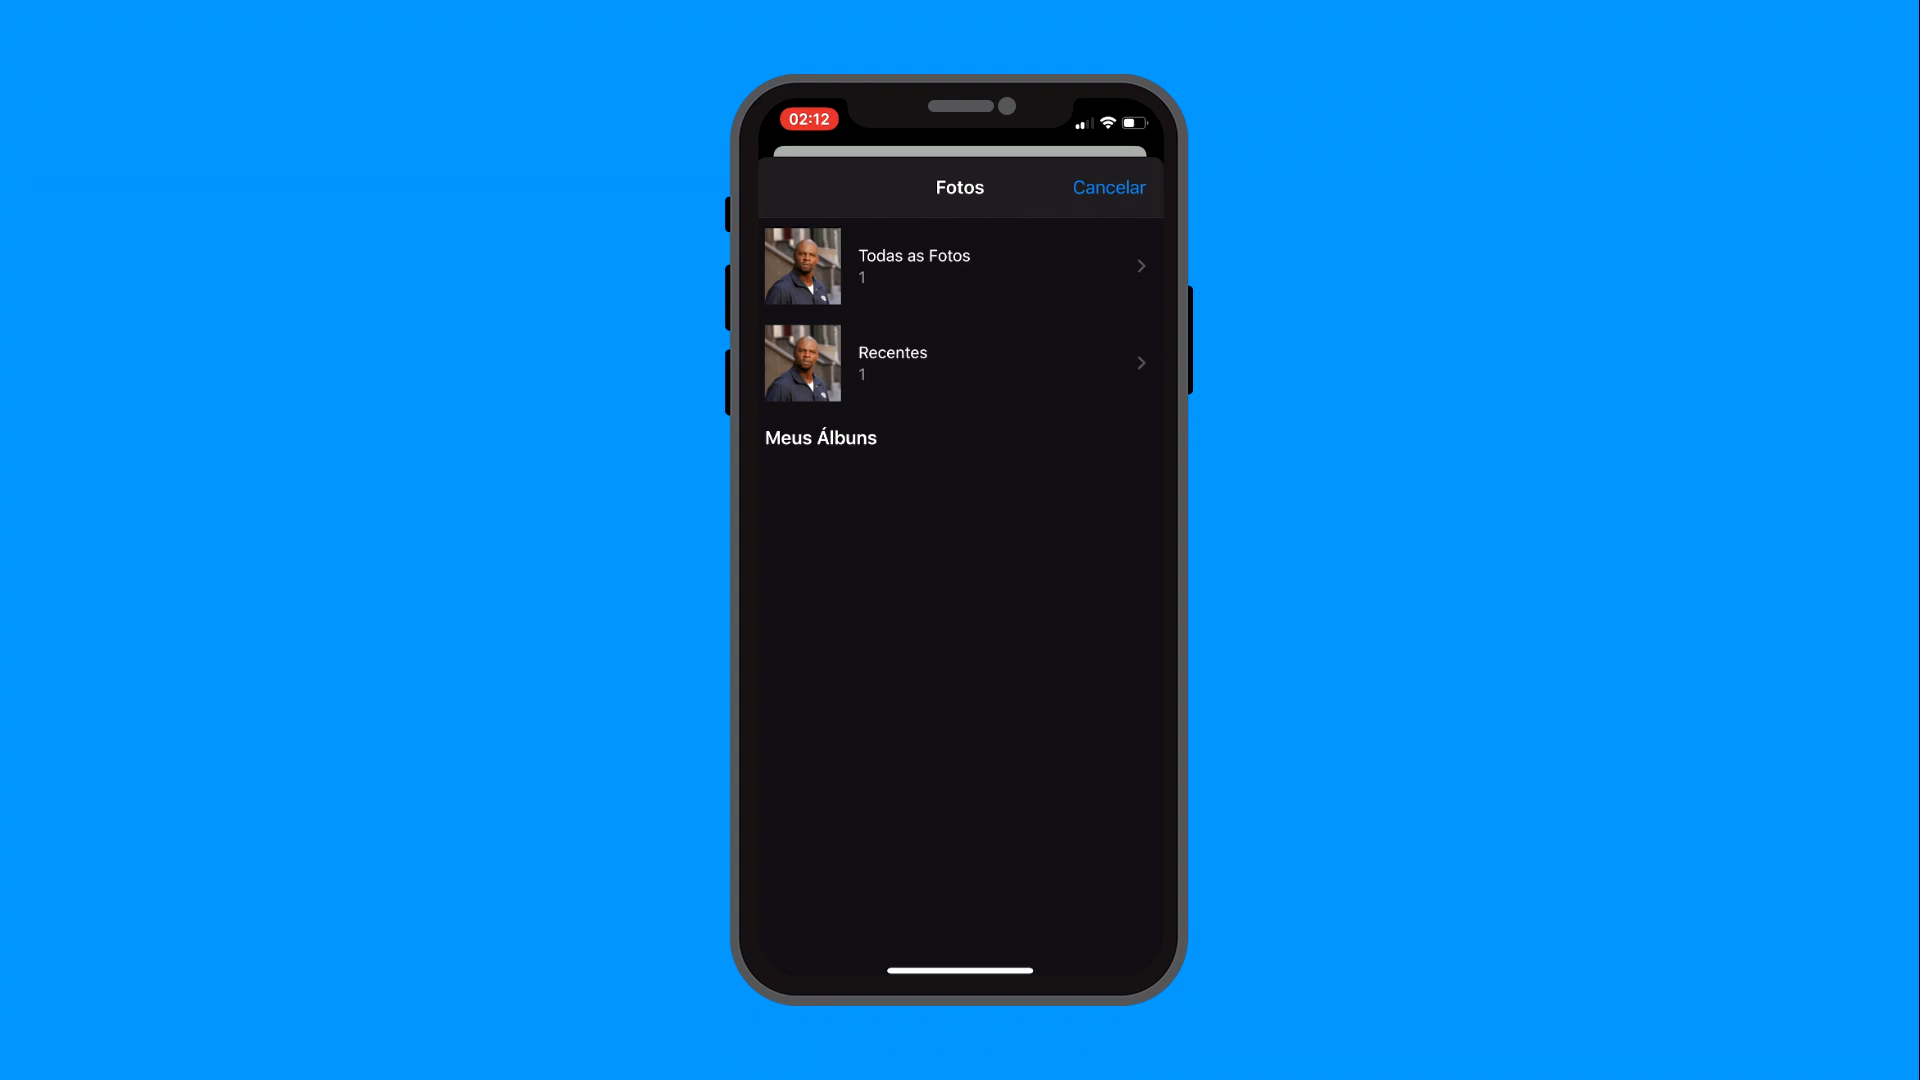 02:12
Fotos
Cancelar
Todas as Fotos
1
Recentes
1
Meus Álbuns